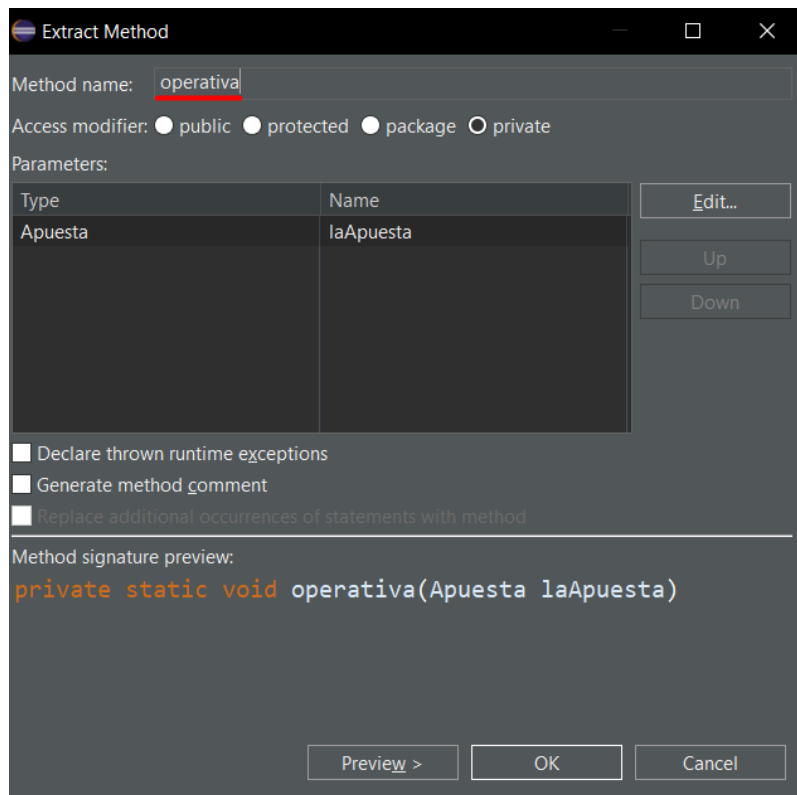 Extract Method
Method name: operativa
Access modifier: public protected package private
Parameters:
Type Name
Apuesta laApuesta
Edit...
Up
Down
Declare thrown runtime exceptions
Generate method comment
Replace additional occurrences of statements with method
Method signature preview:
private static void operativa(Apuesta laApuesta)
Preview > OK Cancel